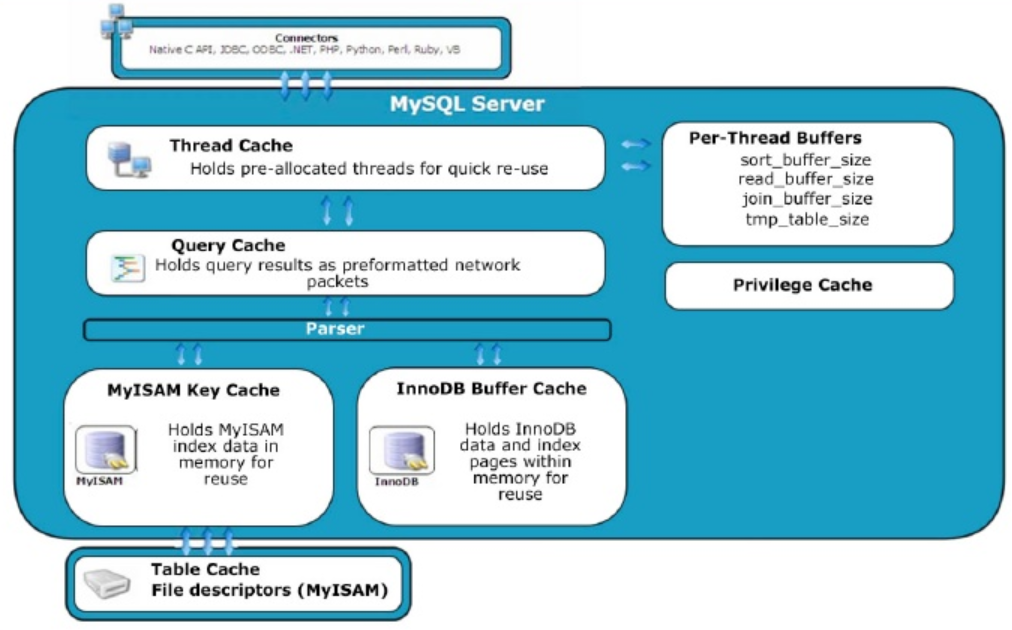 Connectors
Native C API, JDBC, ODBC, .NET, PHP, Python, Perl, Ruby, VB
MySQL Server
Thread Cache
Holds pre-allocated threads for quick re-use
Per-Thread Buffers
sort_buffer_size
read_buffer_size
join_buffer_size
tmp_table_size
Query Cache
Holds query results as preformatted network
packets
Privilege Cache
Parser
MyISAM Key Cache
Holds MyISAM
index data in
memory for
reuse
MyISAM
InnoDB Buffer Cache
Holds InnoDB
data and index
pages within
memory for
reuse
InnoDB
Table Cache
File descriptors (MyISAM)